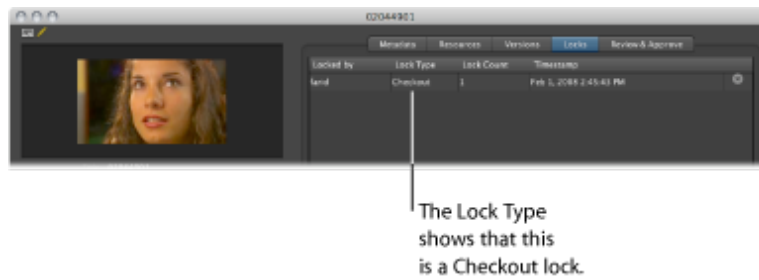 02044901
Metadata Resources Versions Locks Review & Approve
Locked by Lock Type Lock Count Timestamp
Checkout 1 Feb 1, 2008 2:45:43 PM
The Lock Type
shows that this
is a Checkout lock.